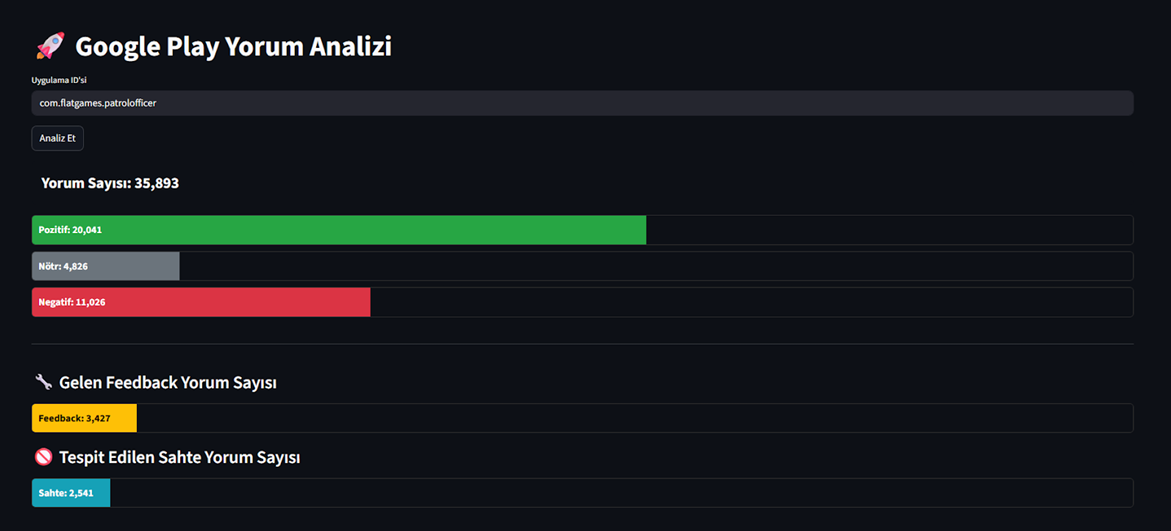 Google Play Yorum Analizi
Uygulama ID'si
com.flatgames.patrolofficer
Analiz Et
Yorum Sayısı: 35,893
Pozitif: 20,041
Nötr: 4,826
Negatif: 11,026
Gelen Feedback Yorum Sayısı
Feedback: 3,427
Tespit Edilen Sahte Yorum Sayısı
Sahte: 2,541